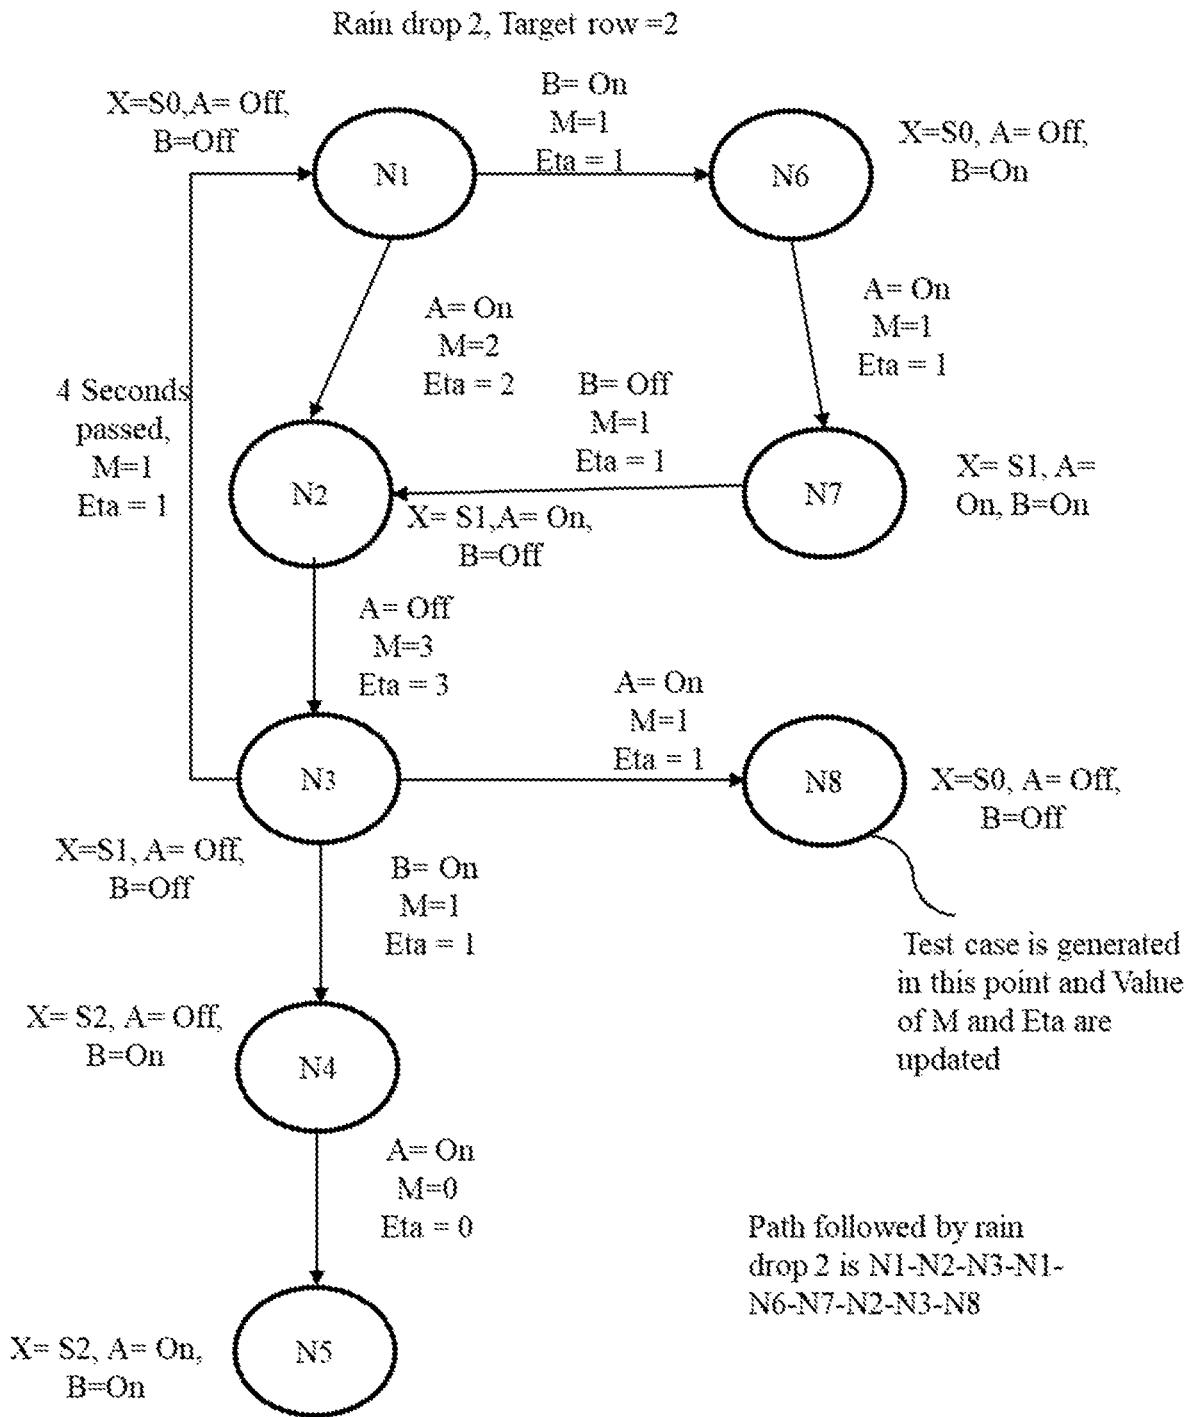 Rain drop 2, Target row =2
X=S0,A= Off,
B=Off
N1
B= On
M=1
Eta = 1
N6
X=S0, A= Off,
B=On
A= On
M=2
Eta = 2
A= On
M=1
Eta = 1
4 Seconds
passed,
M=1
Eta = 1
B= Off
M=1
Eta = 1
N2
X= S1,A= On,
B=Off
N7
X= S1, A=
On, B=On
A= Off
M=3
Eta = 3
A= On
M=1
Eta = 1
N3
X=S1, A= Off,
B=Off
N8
X=S0, A= Off,
B=Off
B= On
M=1
Eta = 1
Test case is generated
in this point and Value
of M and Eta are
updated
X= S2, A= Off,
B=On
N4
A= On
M=0
Eta = 0
Path followed by rain
drop 2 is N1-N2-N3-N1-
N6-N7-N2-N3-N8
X= S2, A= On,
B=On
N5